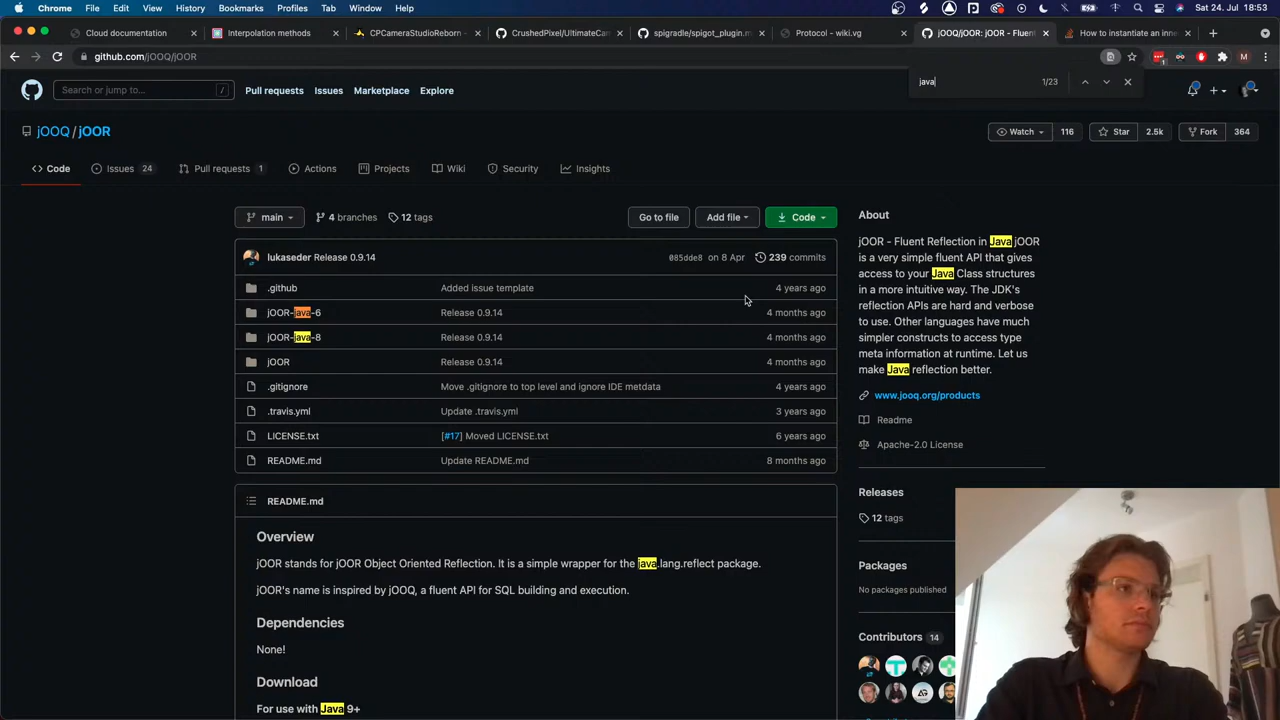 Chrome File Edit View History Bookmarks Profiles Tab Window Help Sat 24. Jul 18:53
Cloud documentation Interpolation methods CPCameraStudioReborn - CrushedPixel/UltimateCam spigradle/spigot_plugin.m Protocol - wiki.vg jOOQ/jOOR: jOOR - Fluent How to instantiate an inne
github.com/jOOQ/jOOR
java 1/23
Search or jump to... / Pull requests Issues Marketplace Explore
jOOQ / jOOR
Watch 116 Star 2.5k Fork 364
Code Issues 24 Pull requests 1 Actions Projects Wiki Security Insights
main 4 branches 12 tags Go to file Add file Code
lukaseder Release 0.9.14 085dde8 on 8 Apr 239 commits
.github Added issue template 4 years ago
jOOR-java-6 Release 0.9.14 4 months ago
jOOR-java-8 Release 0.9.14 4 months ago
jOOR Release 0.9.14 4 months ago
.gitignore Move .gitignore to top level and ignore IDE metdata 4 years ago
.travis.yml Update .travis.yml 3 years ago
LICENSE.txt [#17] Moved LICENSE.txt 6 years ago
README.md Update README.md 8 months ago
README.md
Overview
jOOR stands for jOOR Object Oriented Reflection. It is a simple wrapper for the java.lang.reflect package.
jOOR's name is inspired by jOOQ, a fluent API for SQL building and execution.
Dependencies
None!
Download
For use with Java 9+
About
jOOR - Fluent Reflection in Java jOOR
is a very simple fluent API that gives
access to your Java Class structures
in a more intuitive way. The JDK's
reflection APIs are hard and verbose
to use. Other languages have much
simpler constructs to access type
meta information at runtime. Let us
make Java reflection better.
www.jooq.org/products
Readme
Apache-2.0 License
Releases
12 tags
Packages
No packages published
Contributors 14